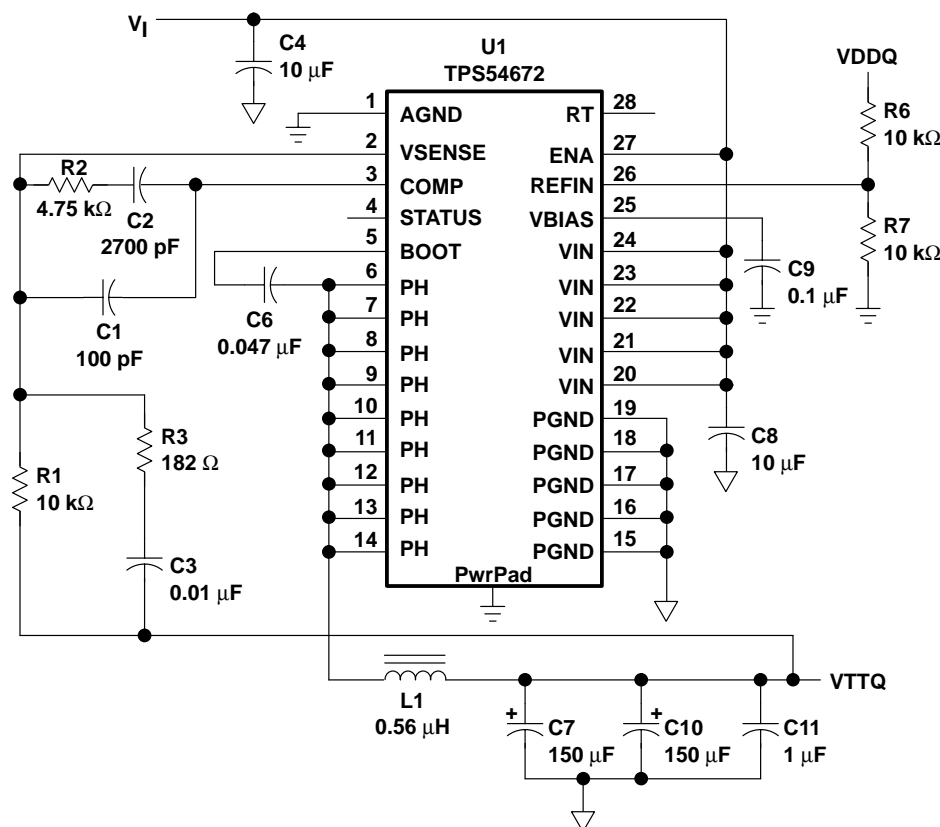 VI
C4
10 μF
U1
TPS54672
VDDQ
R6
10 kΩ
R7
10 kΩ
1
AGND
2
VSENSE
3
COMP
4
STATUS
5
BOOT
6
PH
7
PH
8
PH
9
PH
10
PH
11
PH
12
PH
13
PH
14
PH
28
RT
27
ENA
26
REFIN
25
VBIAS
24
VIN
23
VIN
22
VIN
21
VIN
20
VIN
19
PGND
18
PGND
17
PGND
16
PGND
15
PGND
PwrPad
R2
4.75 kΩ
C2
2700 pF
C1
100 pF
C6
0.047 μF
C9
0.1 μF
C8
10 μF
R3
182 Ω
R1
10 kΩ
C3
0.01 μF
L1
0.56 μH
VTTQ
+
C7
150 μF
+
C10
150 μF
C11
1 μF